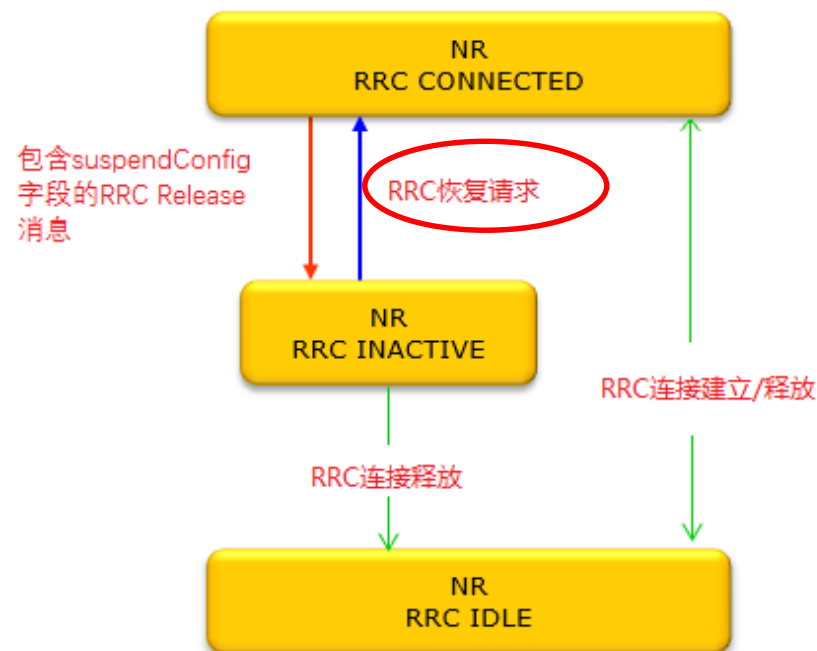 NR
RRC CONNECTED
包含suspendConfig
字段的RRC Release
消息
RRC恢复请求
NR
RRC INACTIVE
RRC连接建立/释放
RRC连接释放
NR
RRC IDLE